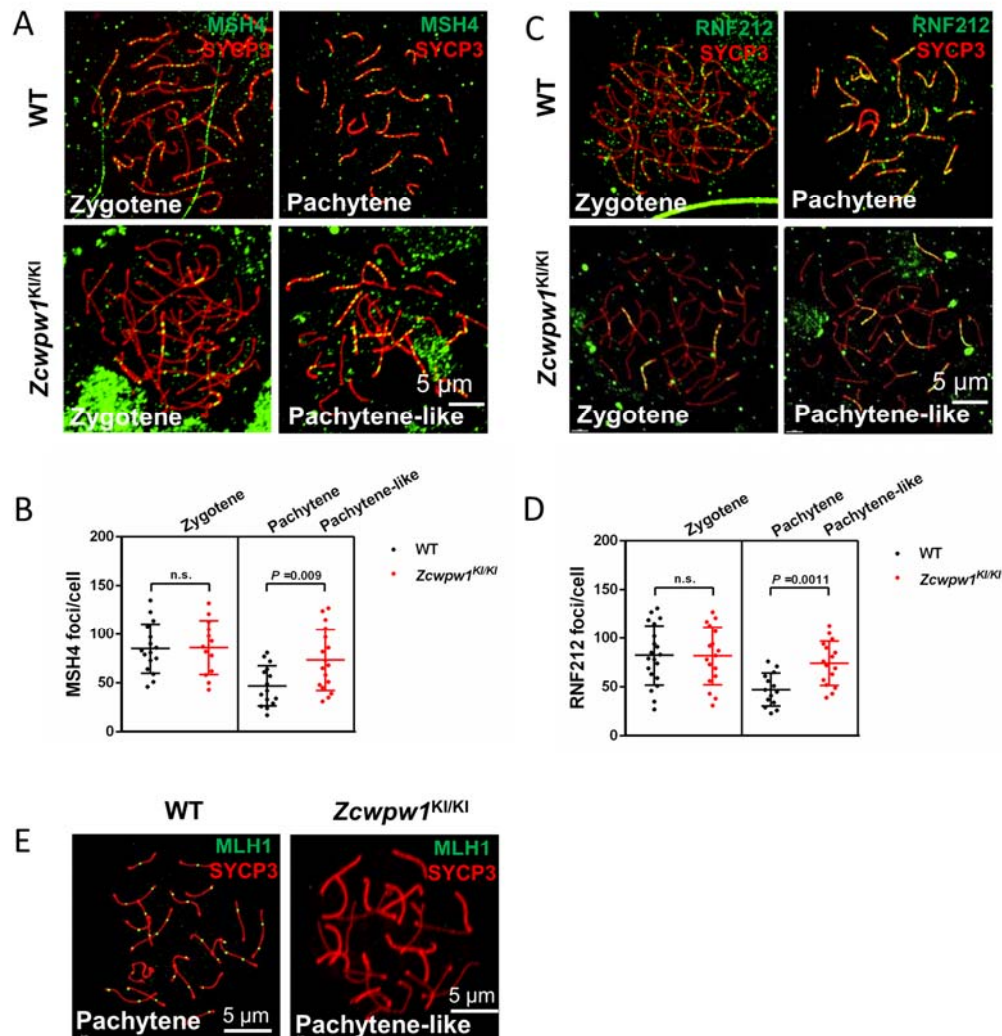 A
MSH4
SYCP3
WT
Zygotene
Pachytene
MSH4
SYCP3
Zcwpw1KI/KI
Zygotene
Pachytene-like
5 μm
C
RNF212
SYCP3
RNF212
SYCP3
WT
Zygotene
Pachytene
Zcwpw1KI/KI
Zygotene
Pachytene-like
5 μm
B
Zygotene
Pachytene
Pachytene-like
MSH4 foci/cell
200
150
100
50
0
n.s.
P =0.009
WT
Zcwpw1KI/KI
D
Zygotene
Pachytene
Pachytene-like
RNF212 foci/cell
200
150
100
50
0
n.s.
P =0.0011
WT
Zcwpw1KI/KI
E
WT
Zcwpw1KI/KI
MLH1
SYCP3
Pachytene
5 μm
MLH1
SYCP3
Pachytene-like
5 μm